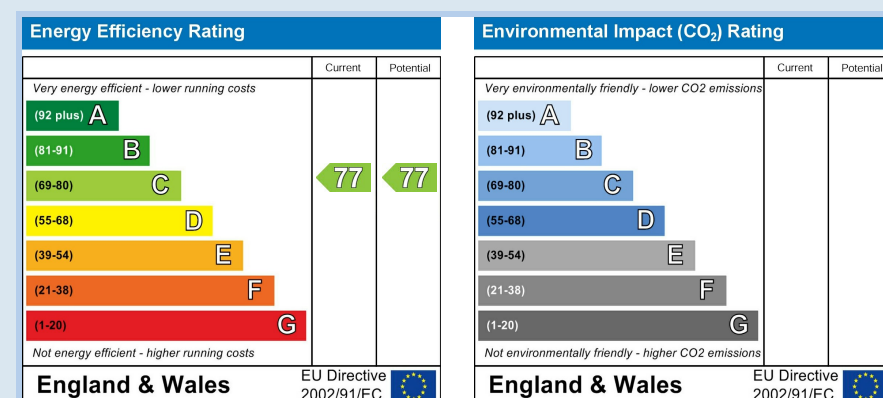 Energy Efficiency Rating
Current Potential
Very energy efficient - lower running costs
(92 plus) A
(81-91) B
(69-80) C 77 77
(55-68) D
(39-54) E
(21-38) F
(1-20) G
Not energy efficient - higher running costs
England & Wales
EU Directive
2002/91/EC
Environmental Impact (CO₂) Rating
Current Potential
Very environmentally friendly - lower CO2 emissions
(92 plus) A
(81-91) B
(69-80) C
(55-68) D
(39-54) E
(21-38) F
(1-20) G
Not environmentally friendly - higher CO2 emissions
England & Wales
EU Directive
2002/91/EC